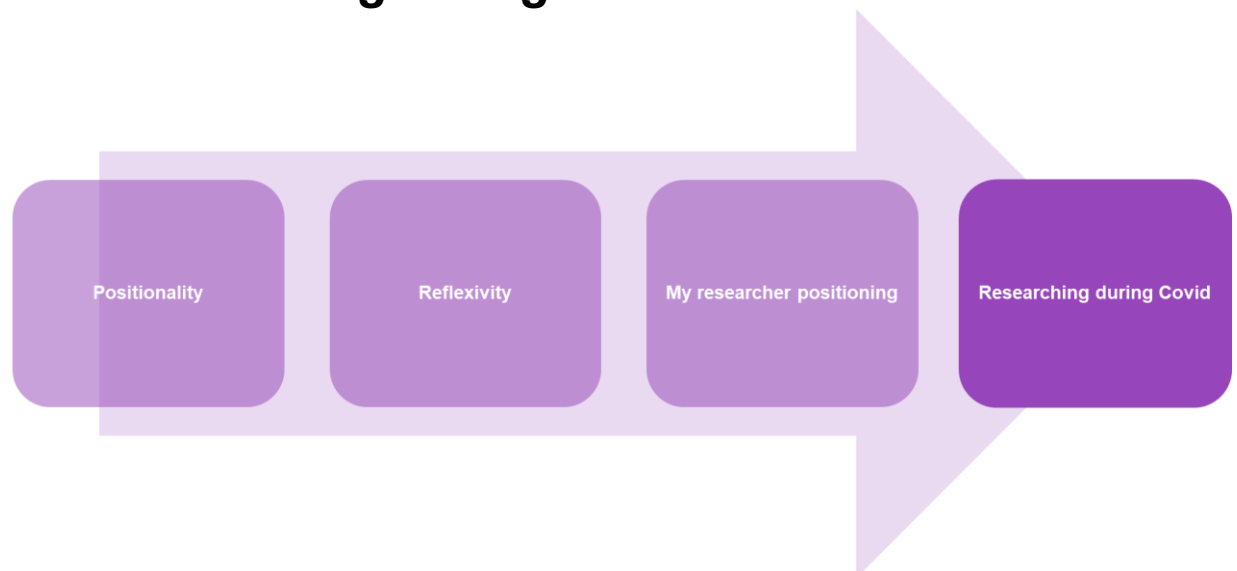 Positionality
Reflexivity
My researcher positioning
Researching during Covid